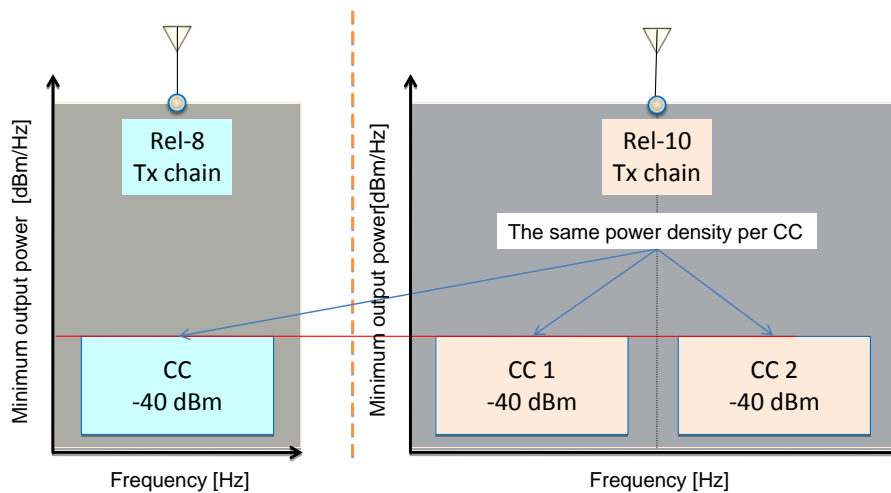 Minimum output power [dBm/Hz]
Rel-8
Tx chain
CC
-40 dBm
Frequency [Hz]
Minimum output power[dBm/Hz]
Rel-10
Tx chain
The same power density per CC
CC 1
-40 dBm
CC 2
-40 dBm
Frequency [Hz]